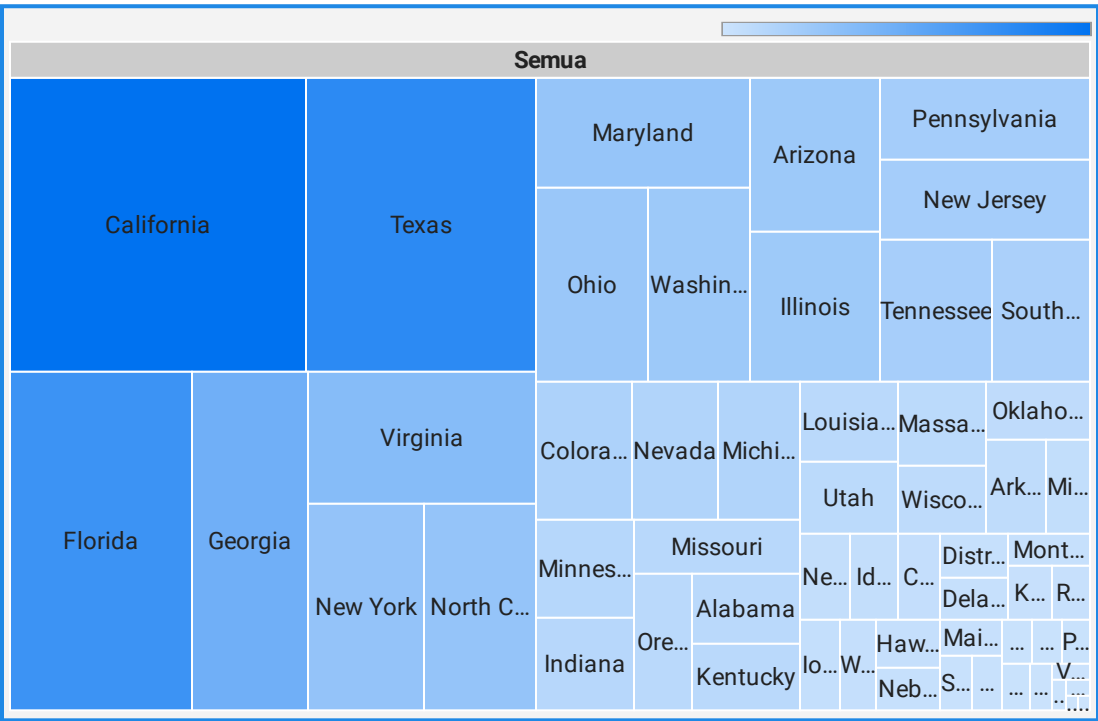 Semua
California
Texas
Florida
Georgia
Virginia
New York
North C...
Maryland
Ohio
Washin...
Arizona
Illinois
Pennsylvania
New Jersey
Tennessee
South...
Colora...
Nevada
Michi...
Minnes...
Indiana
Missouri
Ore...
Alabama
Kentucky
Louisia...
Utah
Massa...
Wisco...
Oklaho...
Ark...
Mi...
Ne...
Id...
C...
Distr...
Dela...
Mont...
K...
R...
Io...
W...
Haw...
Neb...
Mai...
S...
...
...
...
P...
...
...
V...
...
..
....